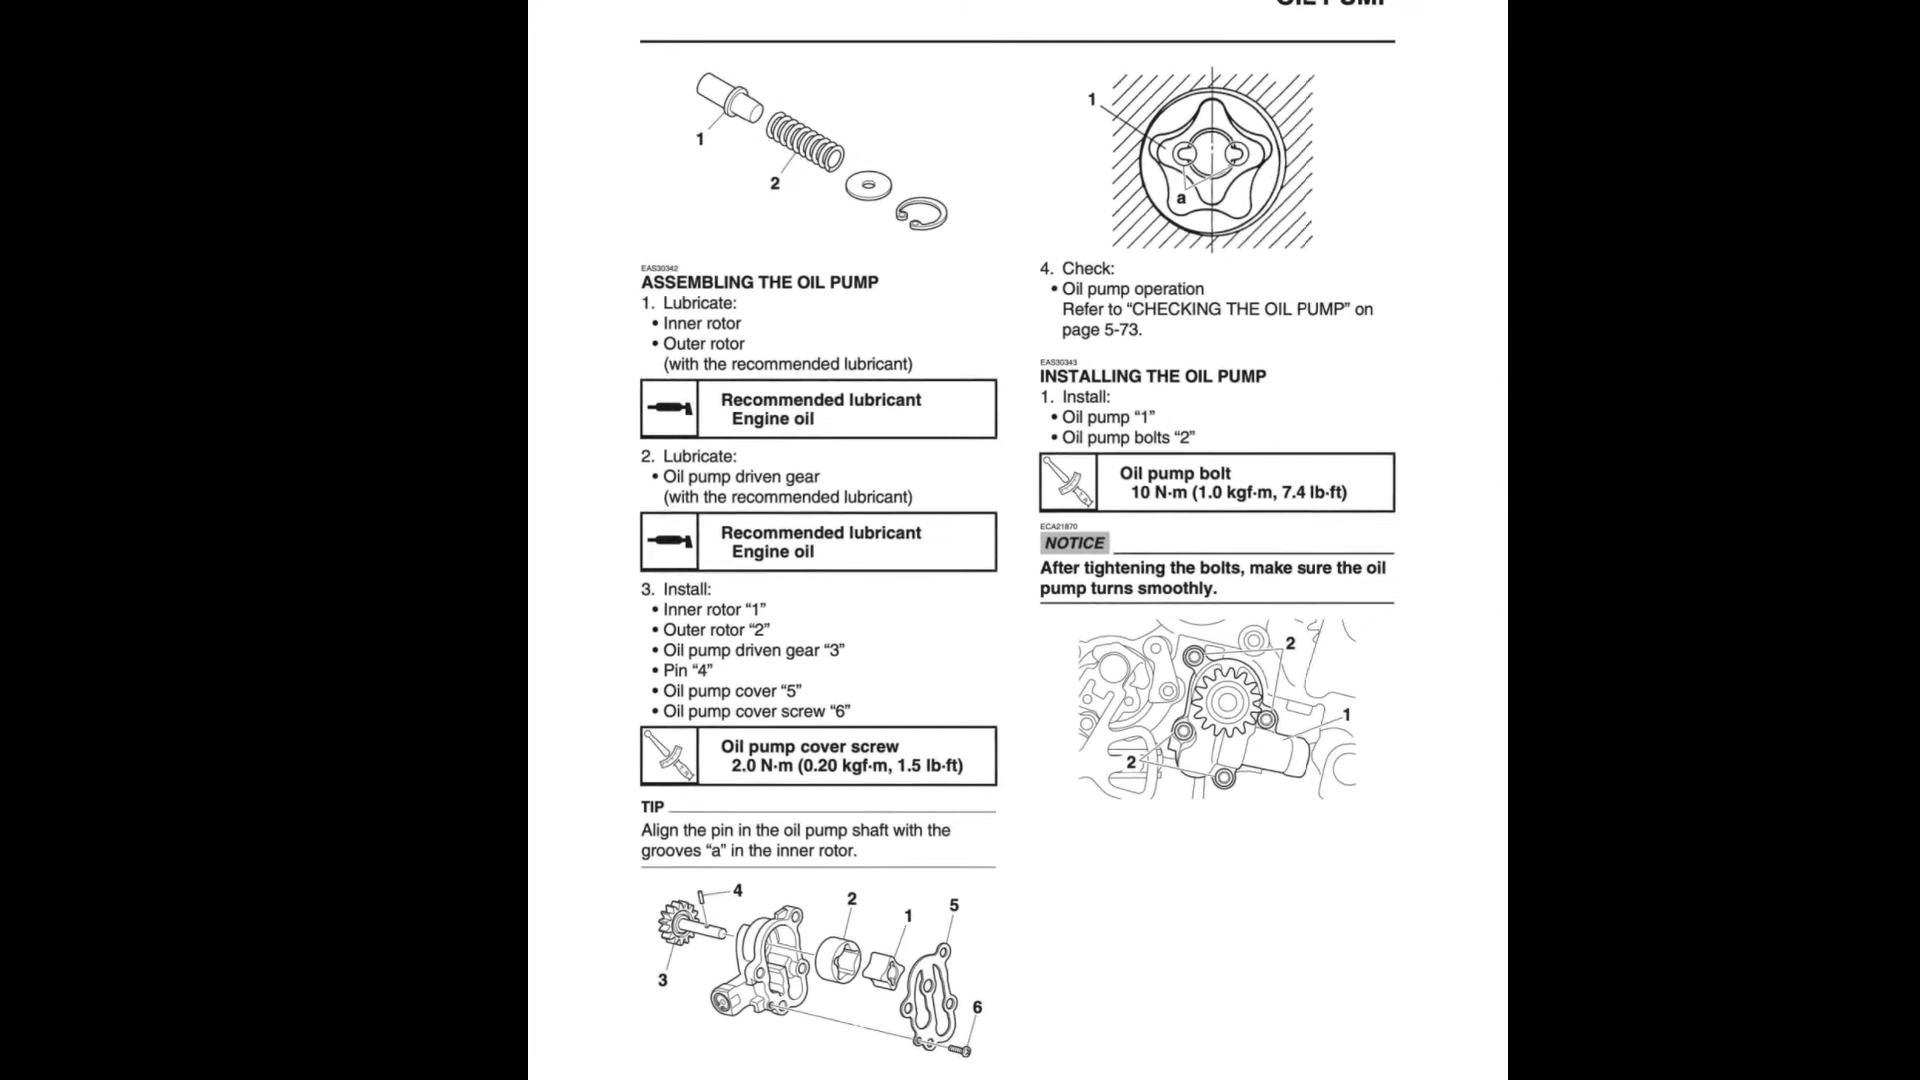 OIL PUMP
1
2
EAS30342
ASSEMBLING THE OIL PUMP
1. Lubricate:
• Inner rotor
• Outer rotor
(with the recommended lubricant)
Recommended lubricant
Engine oil
2. Lubricate:
• Oil pump driven gear
(with the recommended lubricant)
Recommended lubricant
Engine oil
3. Install:
• Inner rotor “1”
• Outer rotor “2”
• Oil pump driven gear “3”
• Pin “4”
• Oil pump cover “5”
• Oil pump cover screw “6”
Oil pump cover screw
2.0 N·m (0.20 kgf·m, 1.5 lb·ft)
TIP
Align the pin in the oil pump shaft with the
grooves “a” in the inner rotor.
4
2
1
5
3
6
1
a
4. Check:
• Oil pump operation
Refer to “CHECKING THE OIL PUMP” on
page 5-73.
EAS30343
INSTALLING THE OIL PUMP
1. Install:
• Oil pump “1”
• Oil pump bolts “2”
Oil pump bolt
10 N·m (1.0 kgf·m, 7.4 lb·ft)
ECA21870
NOTICE
After tightening the bolts, make sure the oil
pump turns smoothly.
2
1
2